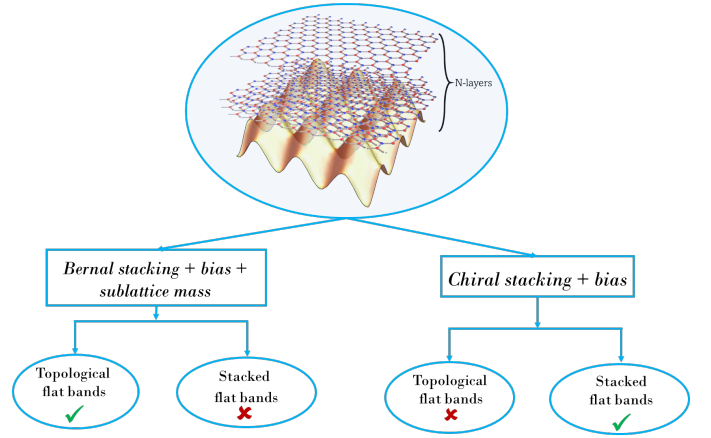 N-layers
Bernal stacking + bias +
sublattice mass
Chiral stacking + bias
Topological
flat bands
Stacked
flat bands
Topological
flat bands
Stacked
flat bands